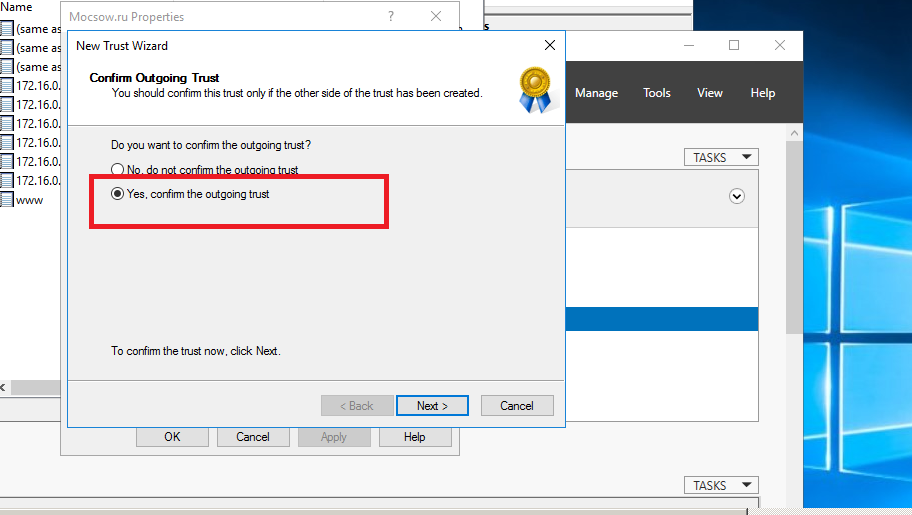 Name
(same as
(same as
(same as
172.16.0.
172.16.0.
172.16.0.
172.16.0.
172.16.0.
172.16.0.
www
Mocsow.ru Properties
?
New Trust Wizard
Confirm Outgoing Trust
You should confirm this trust only if the other side of the trust has been created.
Do you want to confirm the outgoing trust?
No, do not confirm the outgoing trust
Yes, confirm the outgoing trust
To confirm the trust now, click Next.
< Back
Next >
Cancel
OK
Cancel
Apply
Help
Manage
Tools
View
Help
TASKS
TASKS